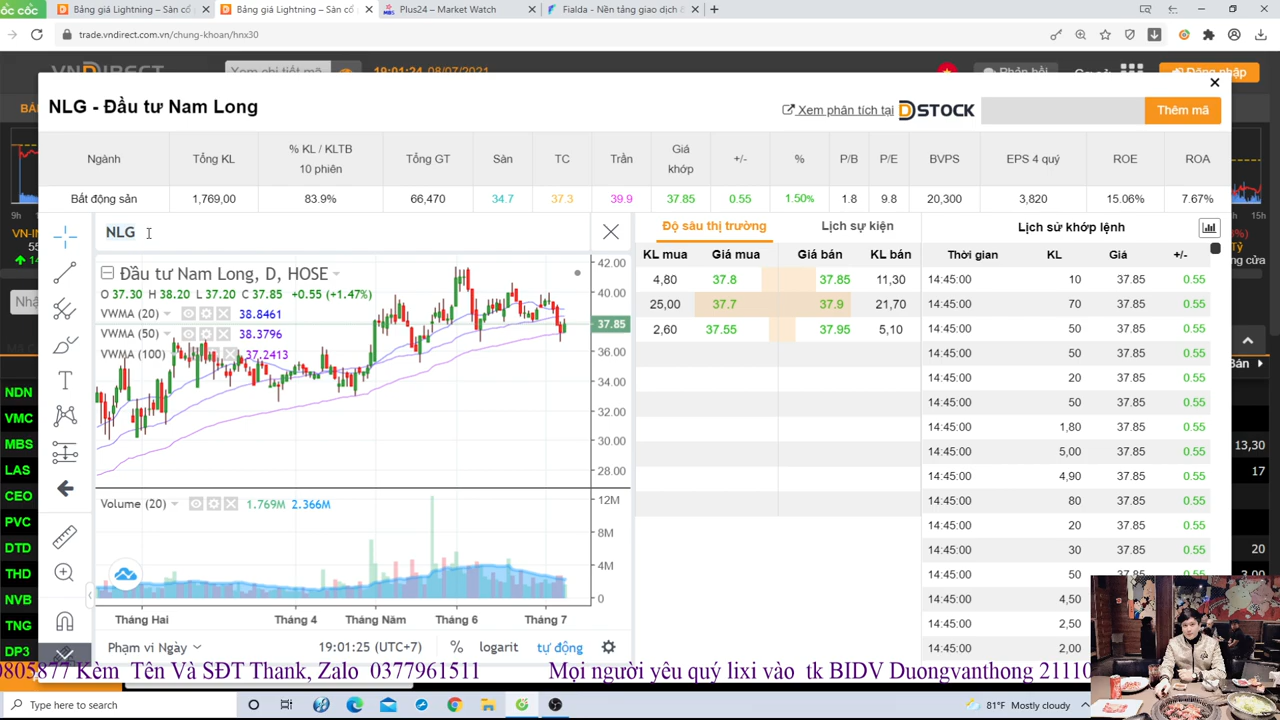 ốc cốc
Bảng giá Lightning – Sàn cổ
Bảng giá Lightning – Sàn cổ
Plus24 – Market Watch
Fialda - Nền tảng giao dịch
trade.vndirect.com.vn/chung-khoan/hnx30
19:01:24 08/07/2021
NLG - Đầu tư Nam Long
Xem phân tích tại DSTOCK
Thêm mã
Ngành Tổng KL % KL / KLTB 10 phiên Tổng GT Sàn TC Trần Giá khớp +/- % P/B P/E BVPS EPS 4 quý ROE ROA
Bất động sản 1,769,00 83.9% 66,470 34.7 37.3 39.9 37.85 0.55 1.50% 1.8 9.8 20,300 3,820 15.06% 7.67%
NLG
Đầu tư Nam Long, D, HOSE
O 37.30 H 38.20 L 37.20 C 37.85 +0.55 (+1.47%)
VWMA (20) 38.8461
VWMA (50) 38.3796
VWMA (100) 37.2413
42.00
40.00
37.85
36.00
34.00
32.00
30.00
28.00
Volume (20) 1.769M 2.366M
12M
8M
4M
0
Tháng Hai Tháng 4 Tháng Năm Tháng 6 Tháng 7
Phạm vi Ngày 19:01:25 (UTC+7) % logarit tự động
Độ sâu thị trường Lịch sự kiện
KL mua Giá mua Giá bán KL bán
4,80 37.8 37.85 11,30
25,00 37.7 37.9 21,70
2,60 37.55 37.95 5,10
Lịch sử khớp lệnh
Thời gian KL Giá +/-
14:45:00 10 37.85 0.55
14:45:00 70 37.85 0.55
14:45:00 50 37.85 0.55
14:45:00 50 37.85 0.55
14:45:00 20 37.85 0.55
14:45:00 50 37.85 0.55
14:45:00 1,80 37.85 0.55
14:45:00 5,00 37.85 0.55
14:45:00 4,90 37.85 0.55
14:45:00 80 37.85 0.55
14:45:00 20 37.85 0.55
14:45:00 30 37.85 0.55
14:45:00 50 37.85 0.55
14:45:00 4,50
14:45:00 2,50
14:45:00 2,00
NDN
VMC
MBS
LAS
CEO
PVC
DTD
THD
NVB
TNG
DP3
Bán
13,30
17
20
0805877 Kèm Tên Và SĐT Thank, Zalo 0377961511 Mọi người yêu quý lixi vào tk BIDV Duongvanthong 21110
Type here to search
81°F Mostly cloudy